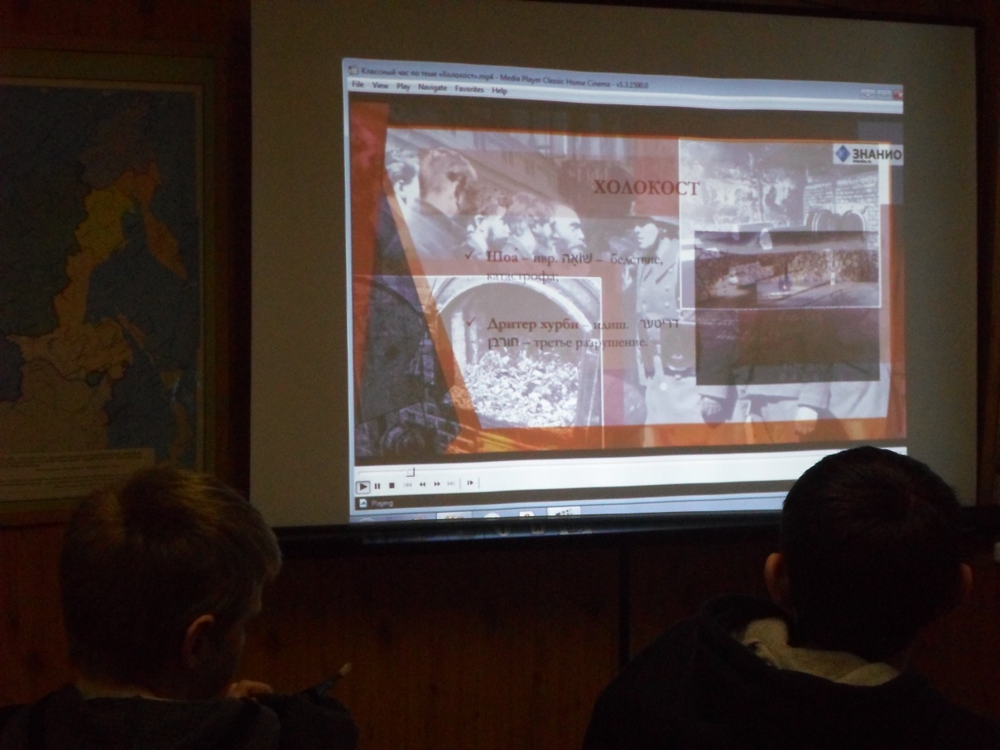 Классный час по теме «Холокост».mp4 - Media Player Classic Home Cinema - v1.3.1590.0
File View Play Navigate Favorites Help
ЗНАНИО
ХОЛОКОСТ
✓ Шоа́ – ивр. שׁוֹאָה – бедствие,
катастрофа;
✓ Дритер хурбн – идиш. דריטער
חורבן – третье разрушение.
Playing